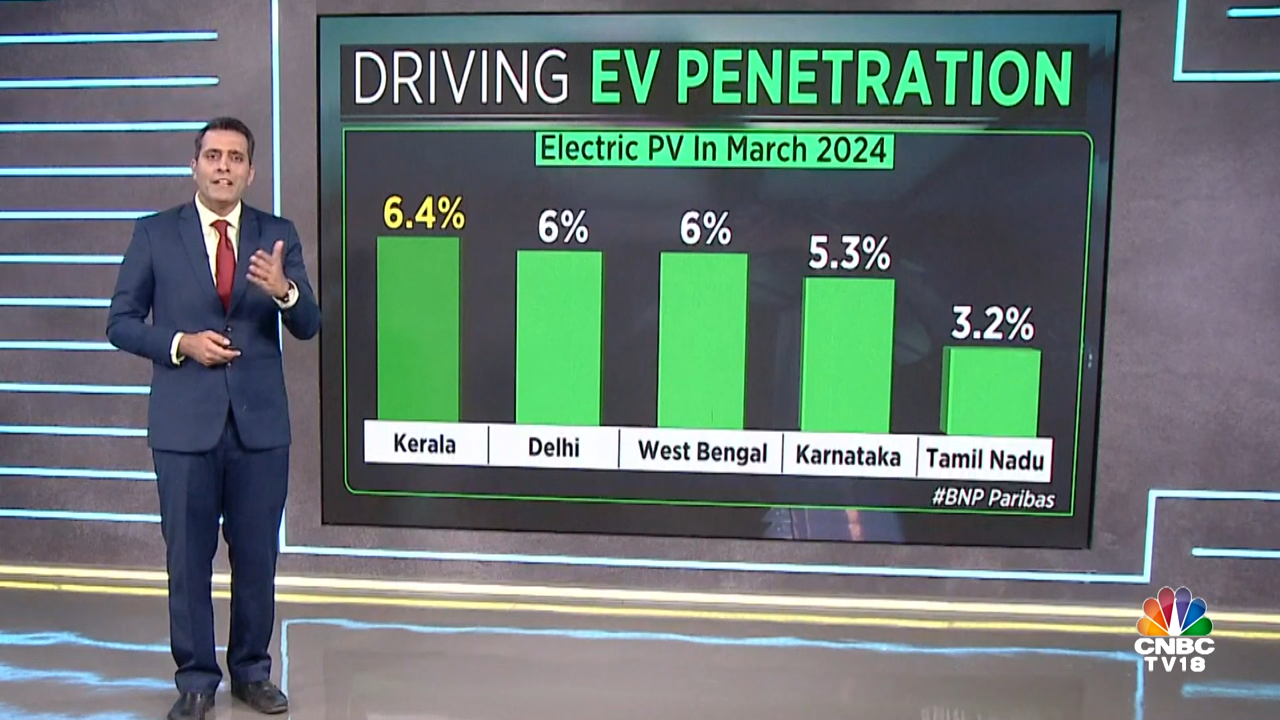 DRIVING EV PENETRATION
Electric PV In March 2024
6.4%
6%
6%
5.3%
3.2%
Kerala
Delhi
West Bengal
Karnataka
Tamil Nadu
#BNP Paribas
CNBC
TV18